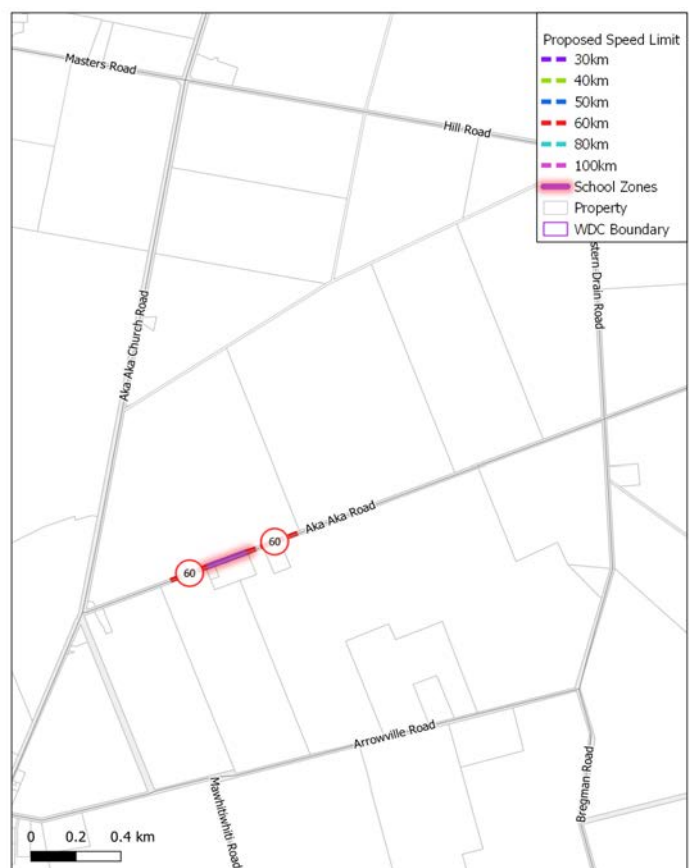 Proposed Speed Limit
30km
40km
50km
60km
80km
100km
School Zones
Property
WDC Boundary
Masters Road
Hill Road
stern Drain Road
Aka Aka Church Road
Aka Aka Road
60
60
Arrowville Road
Mawhitiwhiti Road
Bregman Road
0 0.2 0.4 km